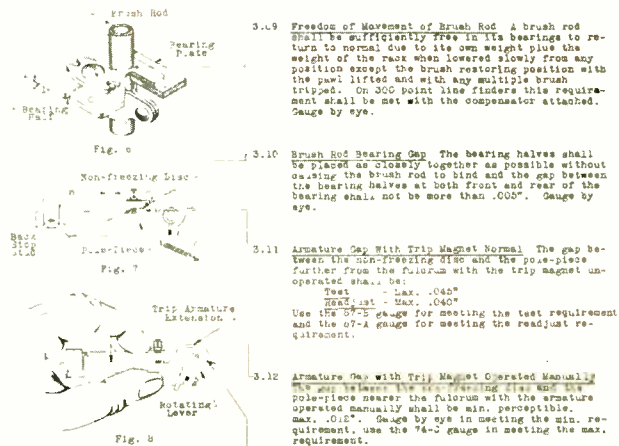 Brush Rod
Bearing
Plate
Bearing
Fig. 6
3.09 Freedom of Movement of Brush Rod A brush rod
shall be sufficiently free in its bearings to re-
turn to normal due to its own weight plus the
weight of the rack when lowered slowly from any
position except the brush restoring position with
the pawl lifted and with any multiple brush
tripped. On 300 point line finders this require-
ment shall be met with the compensator attached.
Gauge by eye.
3.10 Brush Rod Bearing Gap The bearing halves shall
be placed as closely together as possible without
causing the brush rod to bind and the gap between
the bearing halves at both front and rear of the
bearing shall not be more than .005". Gauge by
eye.
Non-freezing Disc
Back
Stop
Stud
Pole-Piece
Fig. 7
3.11 Armature Gap With Trip Magnet Normal The gap be-
tween the non-freezing disc and the pole-piece
further from the fulcrum with the trip magnet un-
operated shall be:
Test - Max. .045"
Readjust - Max. .040"
Use the 67-B gauge for meeting the test requirement
and the 67-A gauge for meeting the readjust re-
quirement.
Trip Armature
Extension
Rotating
Lever
Fig. 8
3.12 Armature Gap with Trip Magnet Operated Manually
The gap between the non-freezing disc and the
pole-piece nearer the fulcrum with the armature
operated manually shall be min. perceptible,
max. .012". Gauge by eye in meeting the min. re-
quirement, use the 74-C gauge in meeting the max.
requirement.